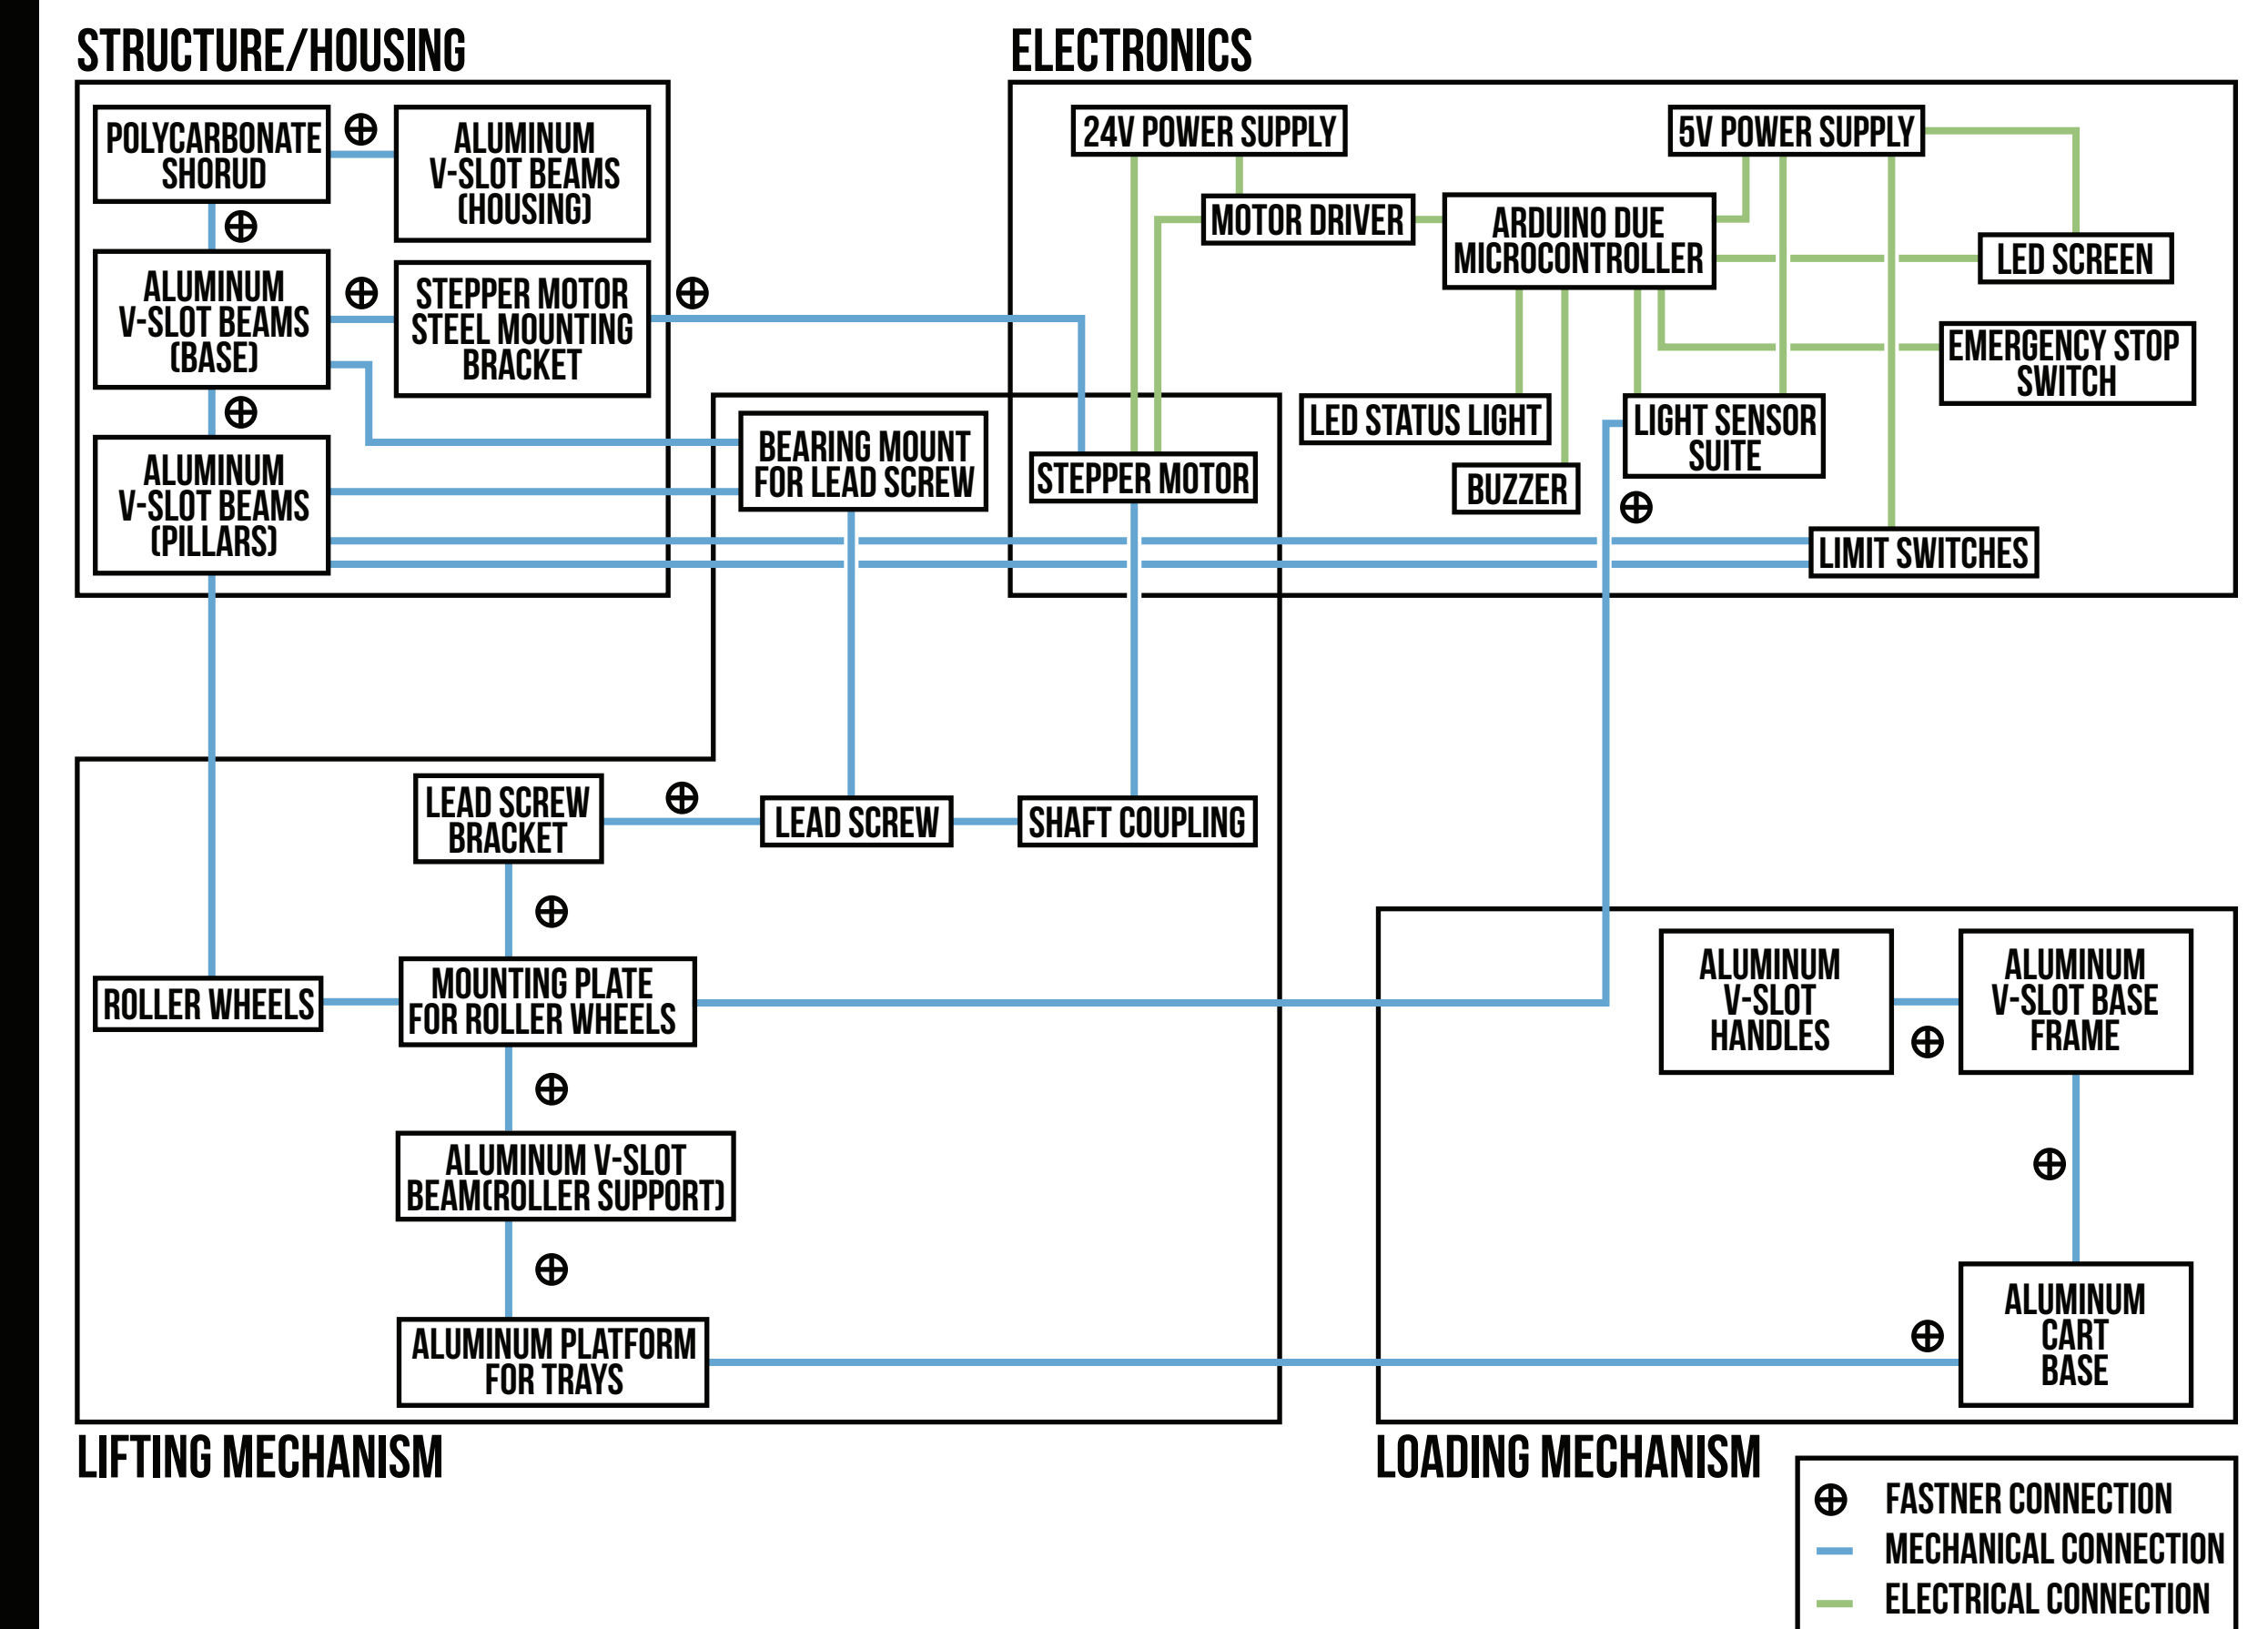 STRUCTURE/HOUSING
POLYCARBONATE
SHORUD
ALUMINUM
V-SLOT BEAMS
(HOUSING)
ALUMINUM
V-SLOT BEAMS
(BASE)
STEPPER MOTOR
STEEL MOUNTING
BRACKET
ALUMINUM
V-SLOT BEAMS
(PILLARS)
ELECTRONICS
24V POWER SUPPLY
5V POWER SUPPLY
MOTOR DRIVER
ARDUINO DUE
MICROCONTROLLER
LED SCREEN
EMERGENCY STOP
SWITCH
LED STATUS LIGHT
LIGHT SENSOR
SUITE
BUZZER
STEPPER MOTOR
LIMIT SWITCHES
BEARING MOUNT
FOR LEAD SCREW
LEAD SCREW
BRACKET
LEAD SCREW
SHAFT COUPLING
ROLLER WHEELS
MOUNTING PLATE
FOR ROLLER WHEELS
ALUMINUM V-SLOT
BEAM(ROLLER SUPPORT)
ALUMINUM PLATFORM
FOR TRAYS
LIFTING MECHANISM
ALUMINUM
V-SLOT
HANDLES
ALUMINUM
V-SLOT BASE
FRAME
ALUMINUM
CART
BASE
LOADING MECHANISM
FASTNER CONNECTION
MECHANICAL CONNECTION
ELECTRICAL CONNECTION